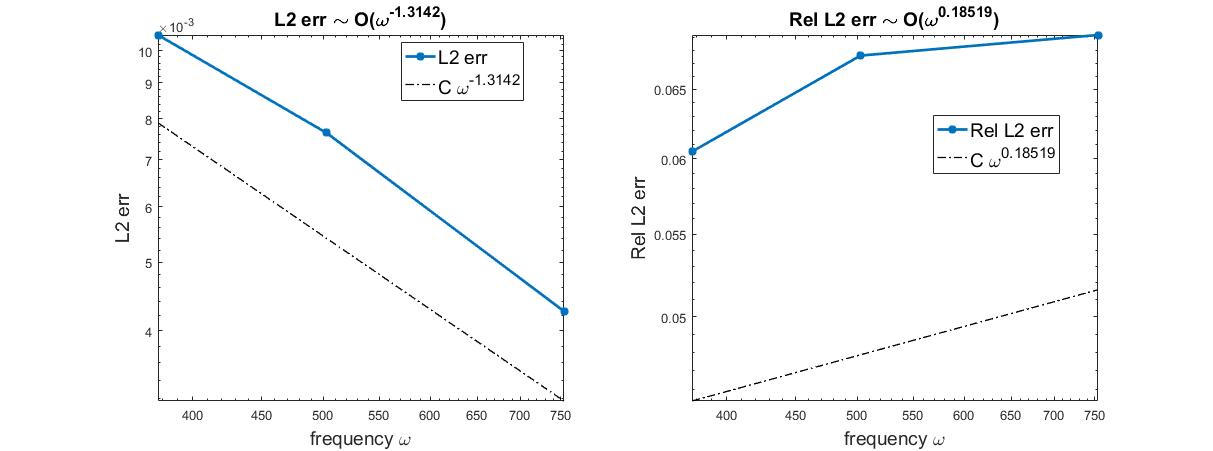 L2 err ∼ O(ω^-1.3142)
×10^-3
10
9
8
7
6
5
4
L2 err
L2 err
C ω^-1.3142
400
450
500
550
600
650
700
750
frequency ω
Rel L2 err ∼ O(ω^0.18519)
0.065
0.06
0.055
0.05
Rel L2 err
Rel L2 err
C ω^0.18519
400
450
500
550
600
650
700
750
frequency ω